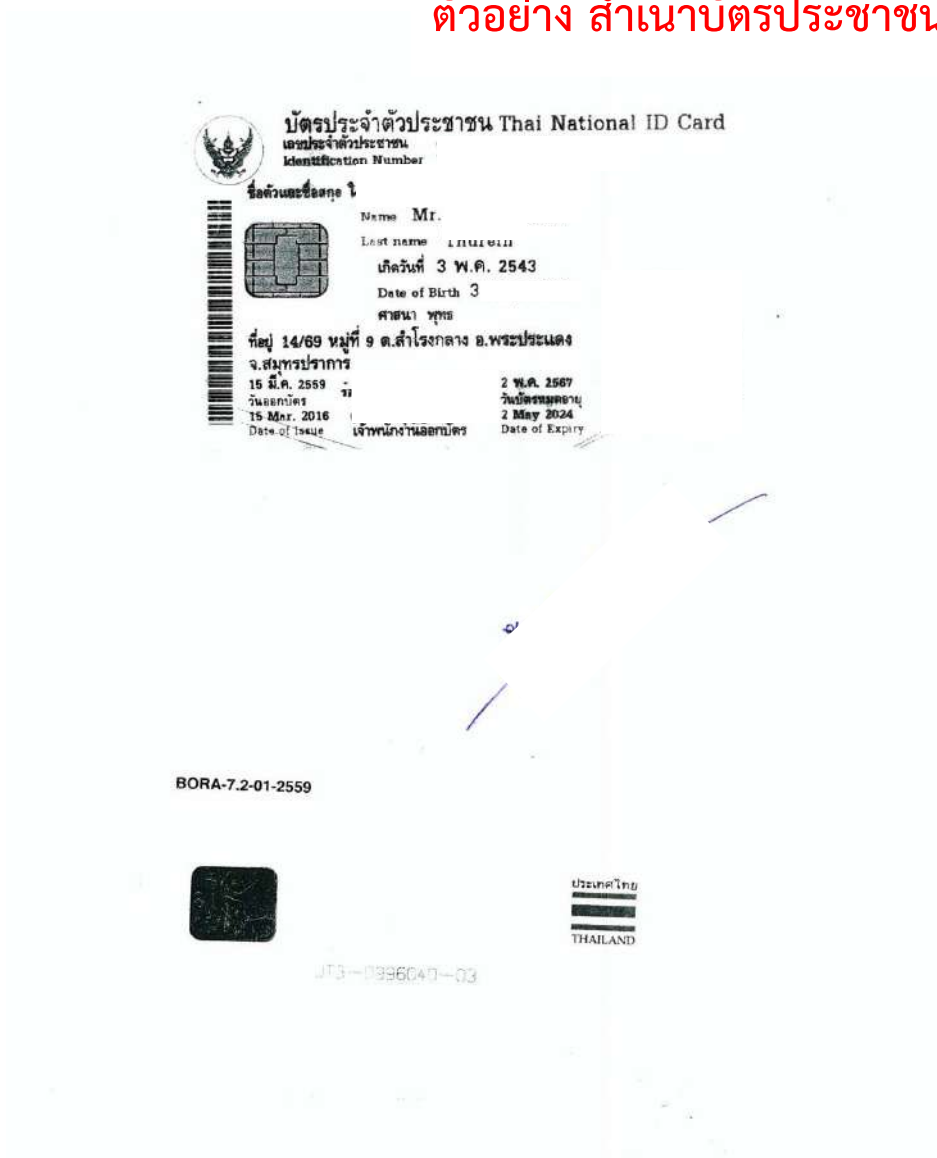 ตัวอย่าง สำเนาบัตรประชาชน
บัตรประจำตัวประชาชน Thai National ID Card
เลขประจำตัวประชาชน
Identification Number
ชื่อตัวและชื่อสกุล
Name Mr.
Last name
เกิดวันที่ 3 พ.ค. 2543
Date of Birth 3
ศาสนา พุทธ
ที่อยู่ 14/69 หมู่ที่ 9 ต.สำโรงกลาง อ.พระประแดง
จ.สมุทรปราการ
15 มี.ค. 2559 2 พ.ค. 2567
วันออกบัตร วันบัตรหมดอายุ
15 Mar. 2016 2 May 2024
Date of Issue เจ้าพนักงานออกบัตร Date of Expiry
BORA-7.2-01-2559
ประเทศไทย
THAILAND